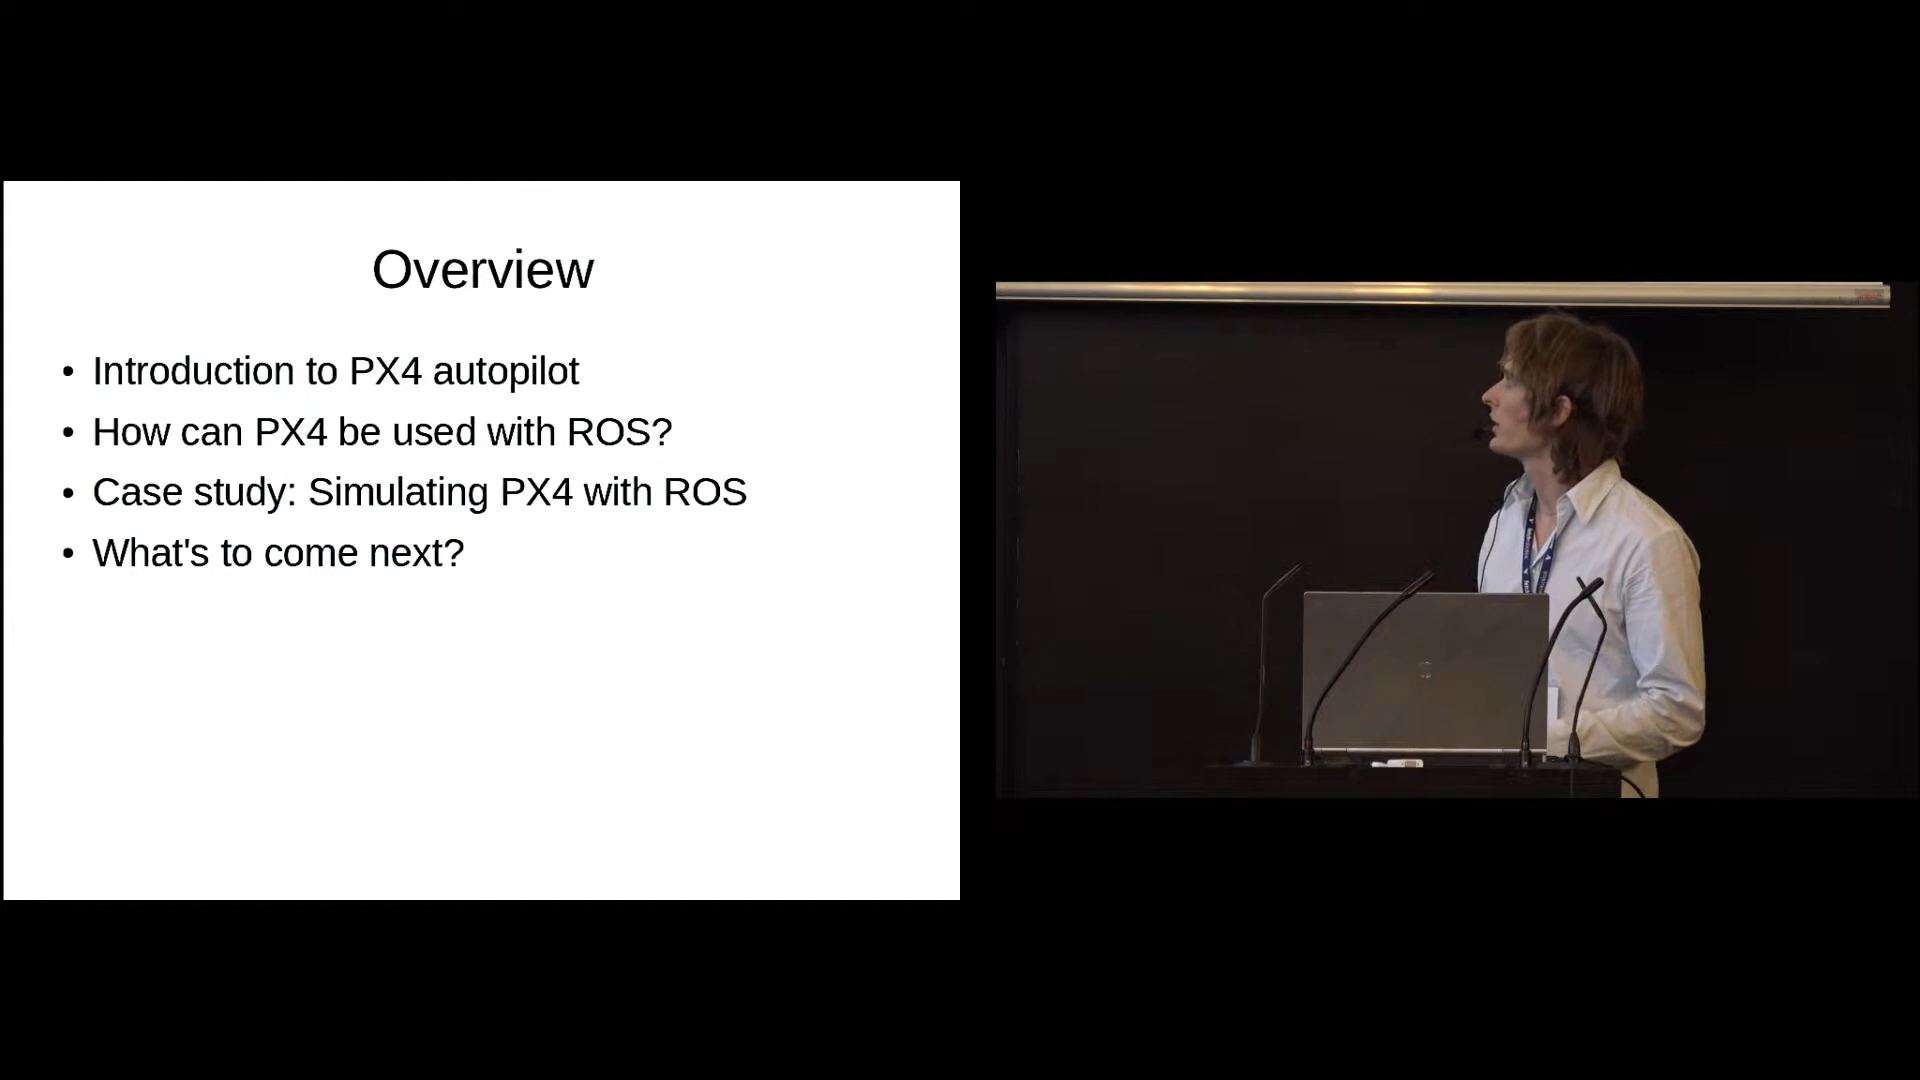 Overview
• Introduction to PX4 autopilot
• How can PX4 be used with ROS?
• Case study: Simulating PX4 with ROS
• What's to come next?